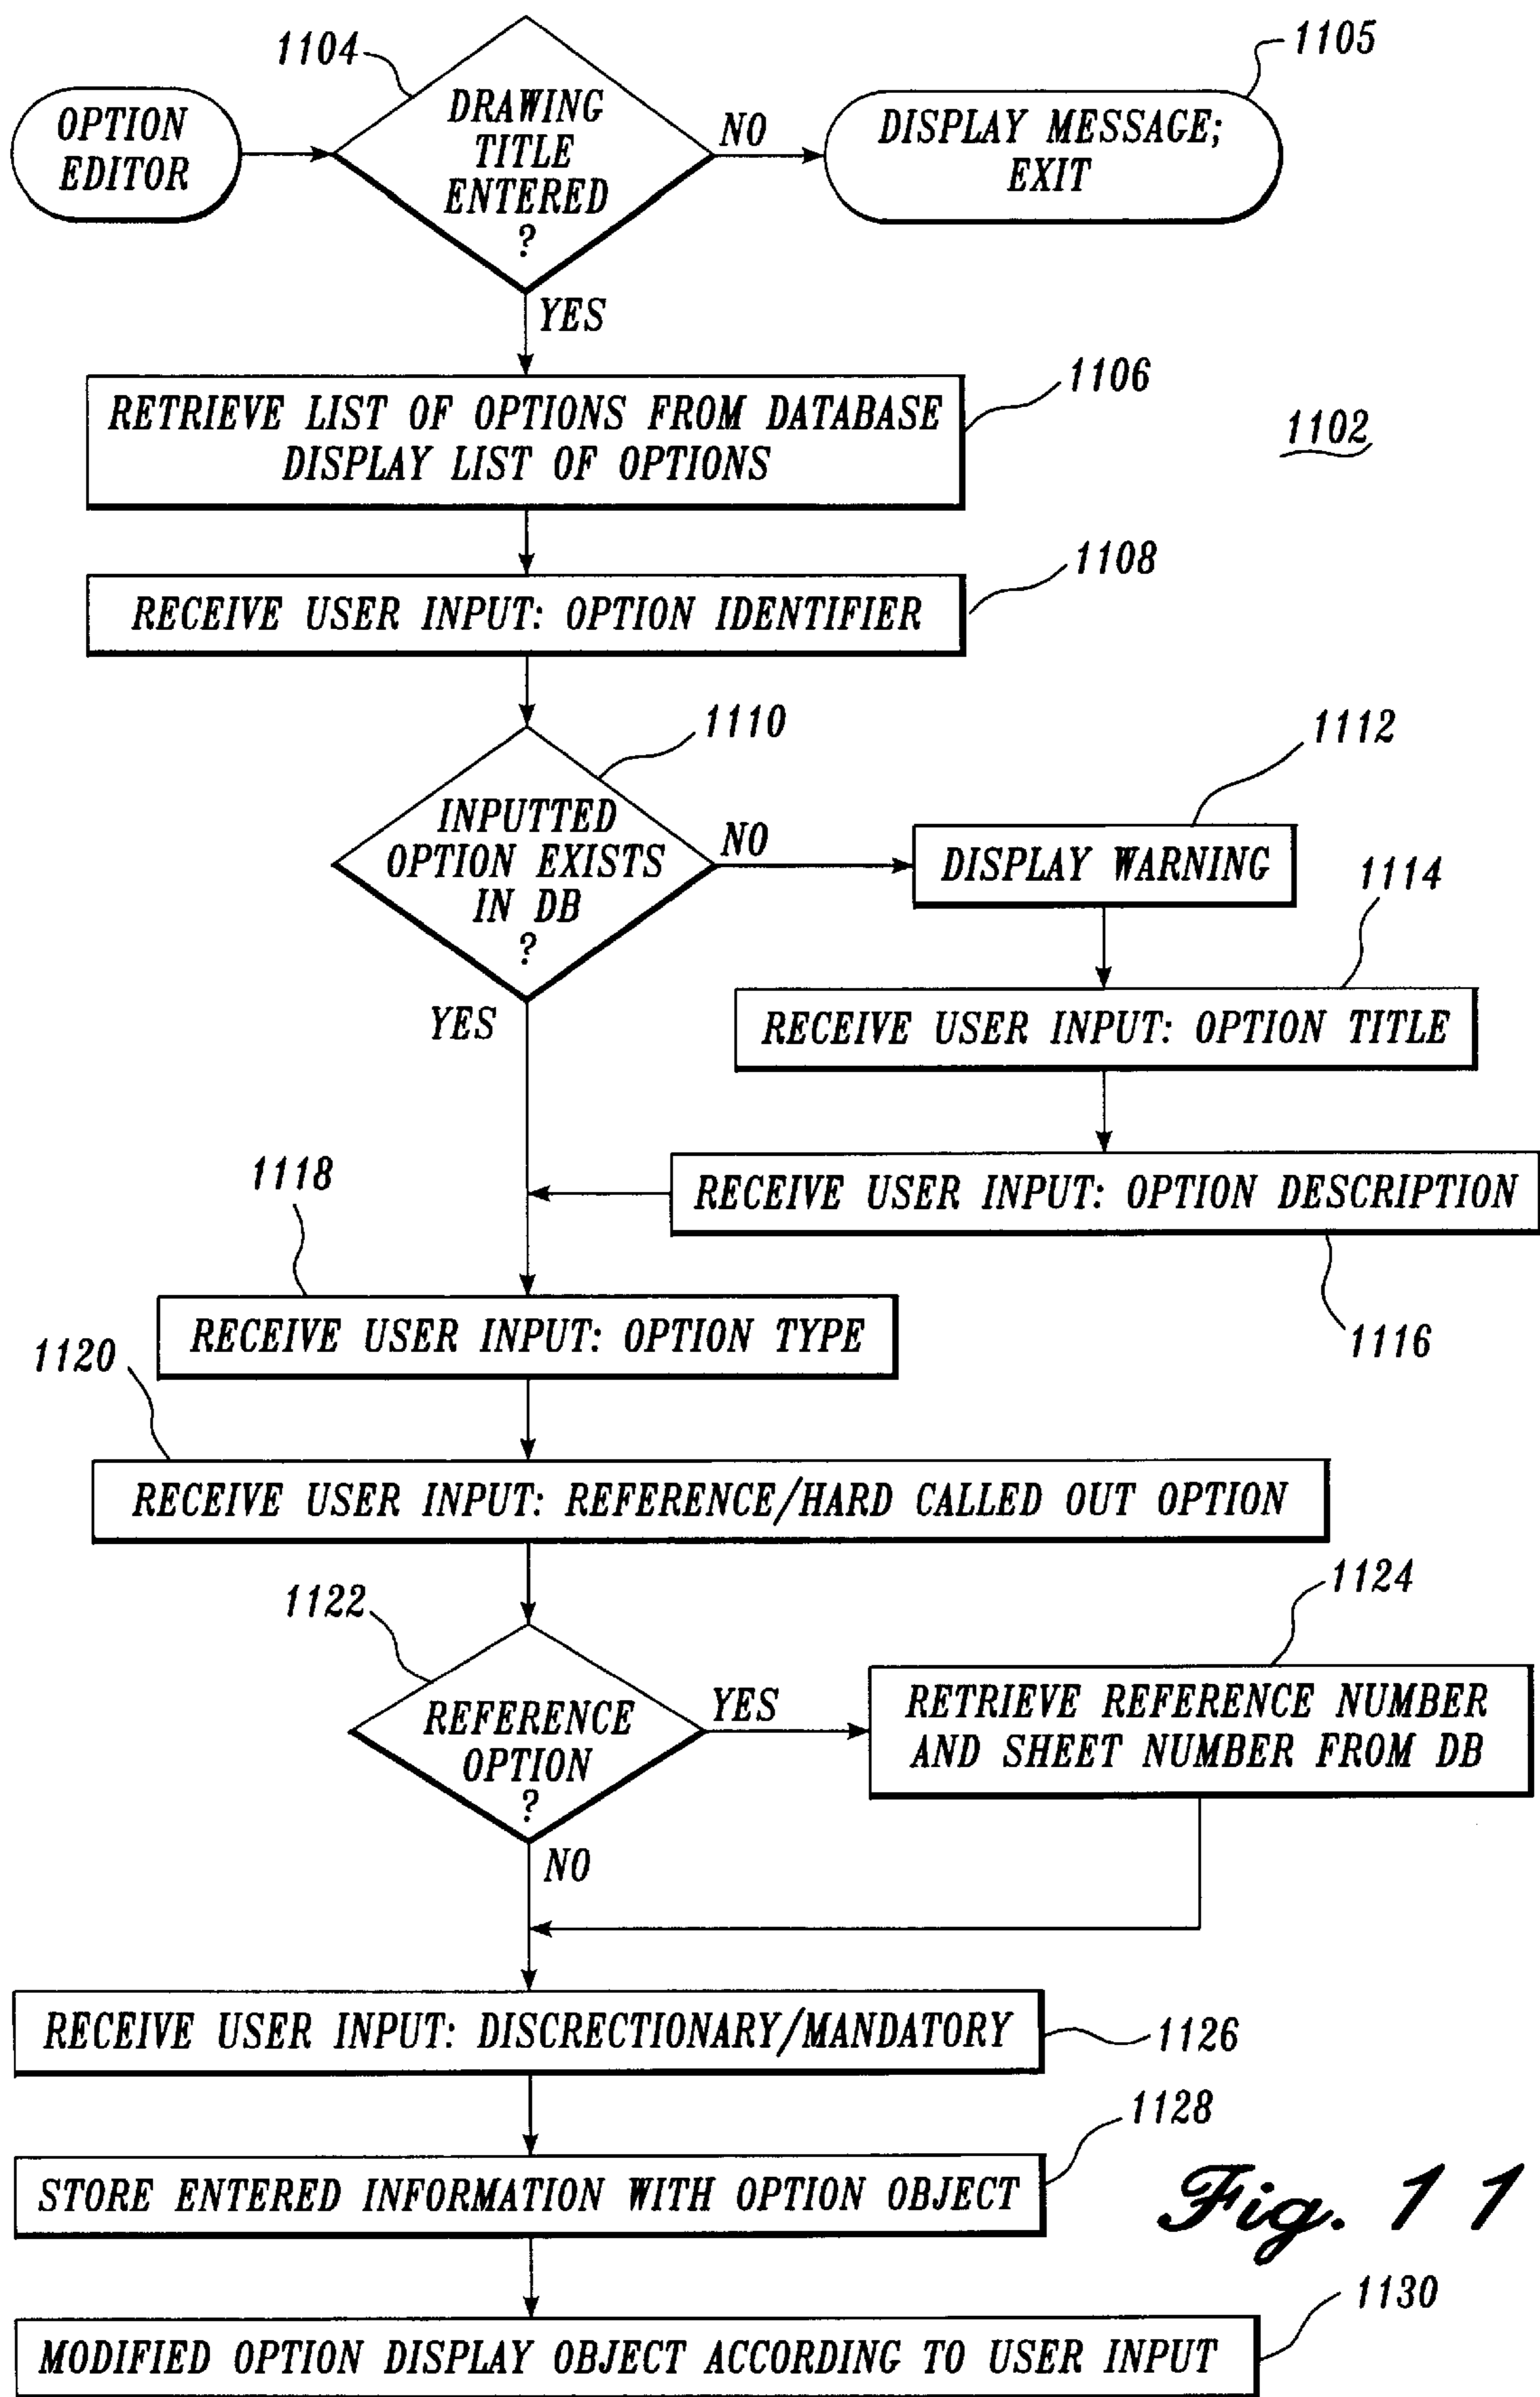 1104
1105
OPTION
EDITOR
DRAWING
TITLE
ENTERED
?
NO
DISPLAY MESSAGE;
EXIT
YES
1106
RETRIEVE LIST OF OPTIONS FROM DATABASE
DISPLAY LIST OF OPTIONS
1102
1108
RECEIVE USER INPUT: OPTION IDENTIFIER
1110
1112
INPUTTED
OPTION EXISTS
IN DB
?
NO
DISPLAY WARNING
1114
YES
RECEIVE USER INPUT: OPTION TITLE
1118
RECEIVE USER INPUT: OPTION DESCRIPTION
1116
RECEIVE USER INPUT: OPTION TYPE
1120
RECEIVE USER INPUT: REFERENCE/HARD CALLED OUT OPTION
1122
1124
REFERENCE
OPTION
?
YES
RETRIEVE REFERENCE NUMBER
AND SHEET NUMBER FROM DB
NO
RECEIVE USER INPUT: DISCRECTIONARY/MANDATORY
1126
1128
STORE ENTERED INFORMATION WITH OPTION OBJECT
Fig. 11
1130
MODIFIED OPTION DISPLAY OBJECT ACCORDING TO USER INPUT